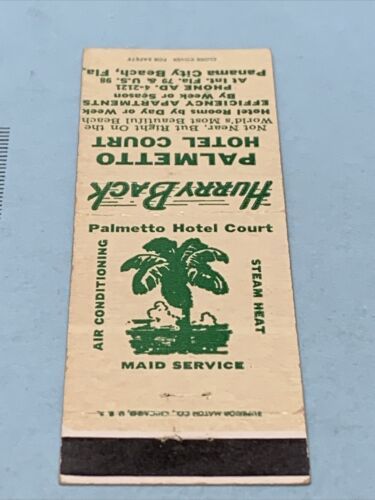 CLOSE COVER FOR SAFETY
Panama City Beach, Fla.
At Int. Fla. 79 & U.S. 98
PHONE AD. 4-2121
By Week or Season
EFFICIENCY APARTMENTS
Hotel Rooms by Day or Week
World's Most Beautiful Beach
Not Near, But Right On the
HOTEL COURT
PALMETTO
HURRY BACK
Palmetto Hotel Court
AIR CONDITIONING
STEAM HEAT
MAID SERVICE
SUPERIOR MATCH CO., CHICAGO, U.S.A.